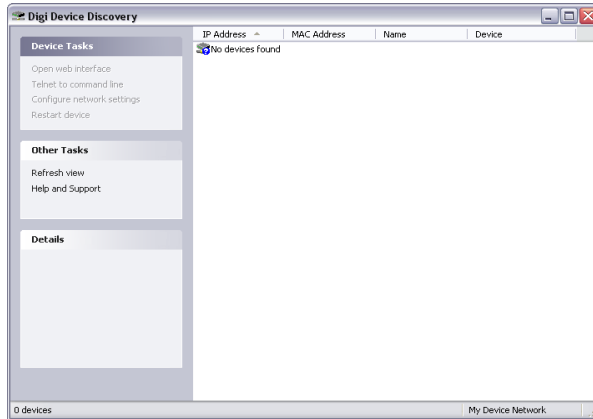 Digi Device Discovery
Device Tasks
Open web interface
Telnet to command line
Configure network settings
Restart device
Other Tasks
Refresh view
Help and Support
Details
IP Address MAC Address Name Device
No devices found
0 devices My Device Network